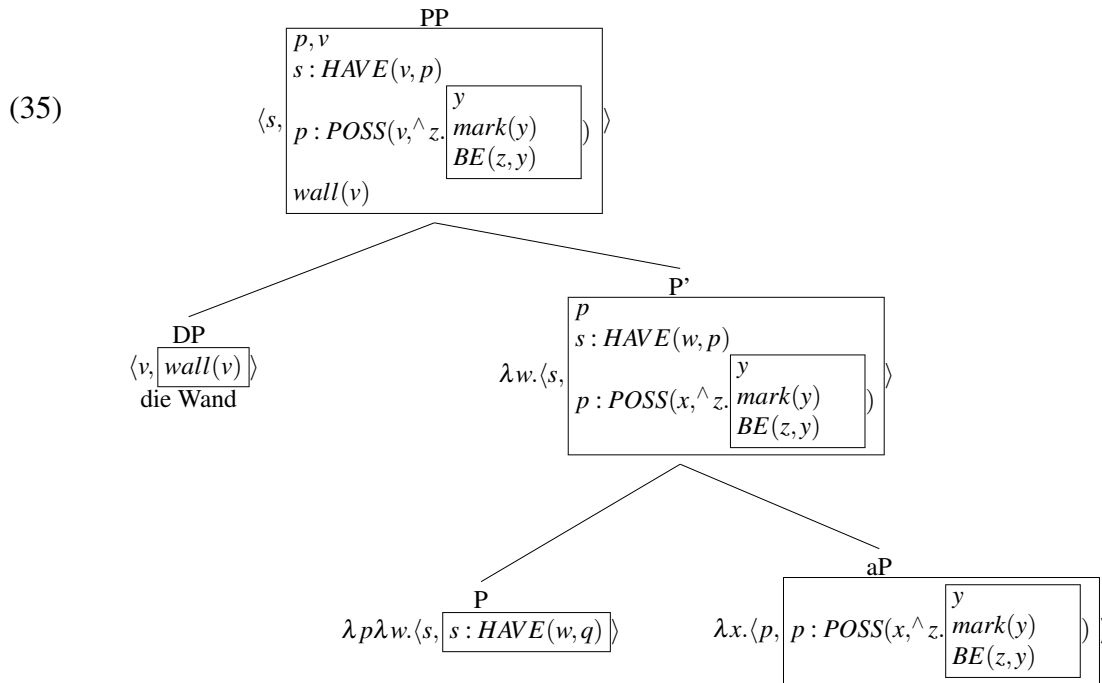 PP
p, v
s : HAVE(v, p)
(35)
⟨s, p : POSS(v,^ z. y mark(y) BE(z, y) ) ⟩
wall(v)
P’
DP
⟨v, wall(v) ⟩
die Wand
p
s : HAVE(w, p)
λw.⟨s, p : POSS(x,^ z. y mark(y) BE(z, y) ) ⟩
P
λpλw.⟨s, s : HAVE(w, q) ⟩
aP
λx.⟨p, p : POSS(x,^ z. y mark(y) BE(z, y) ) ⟩